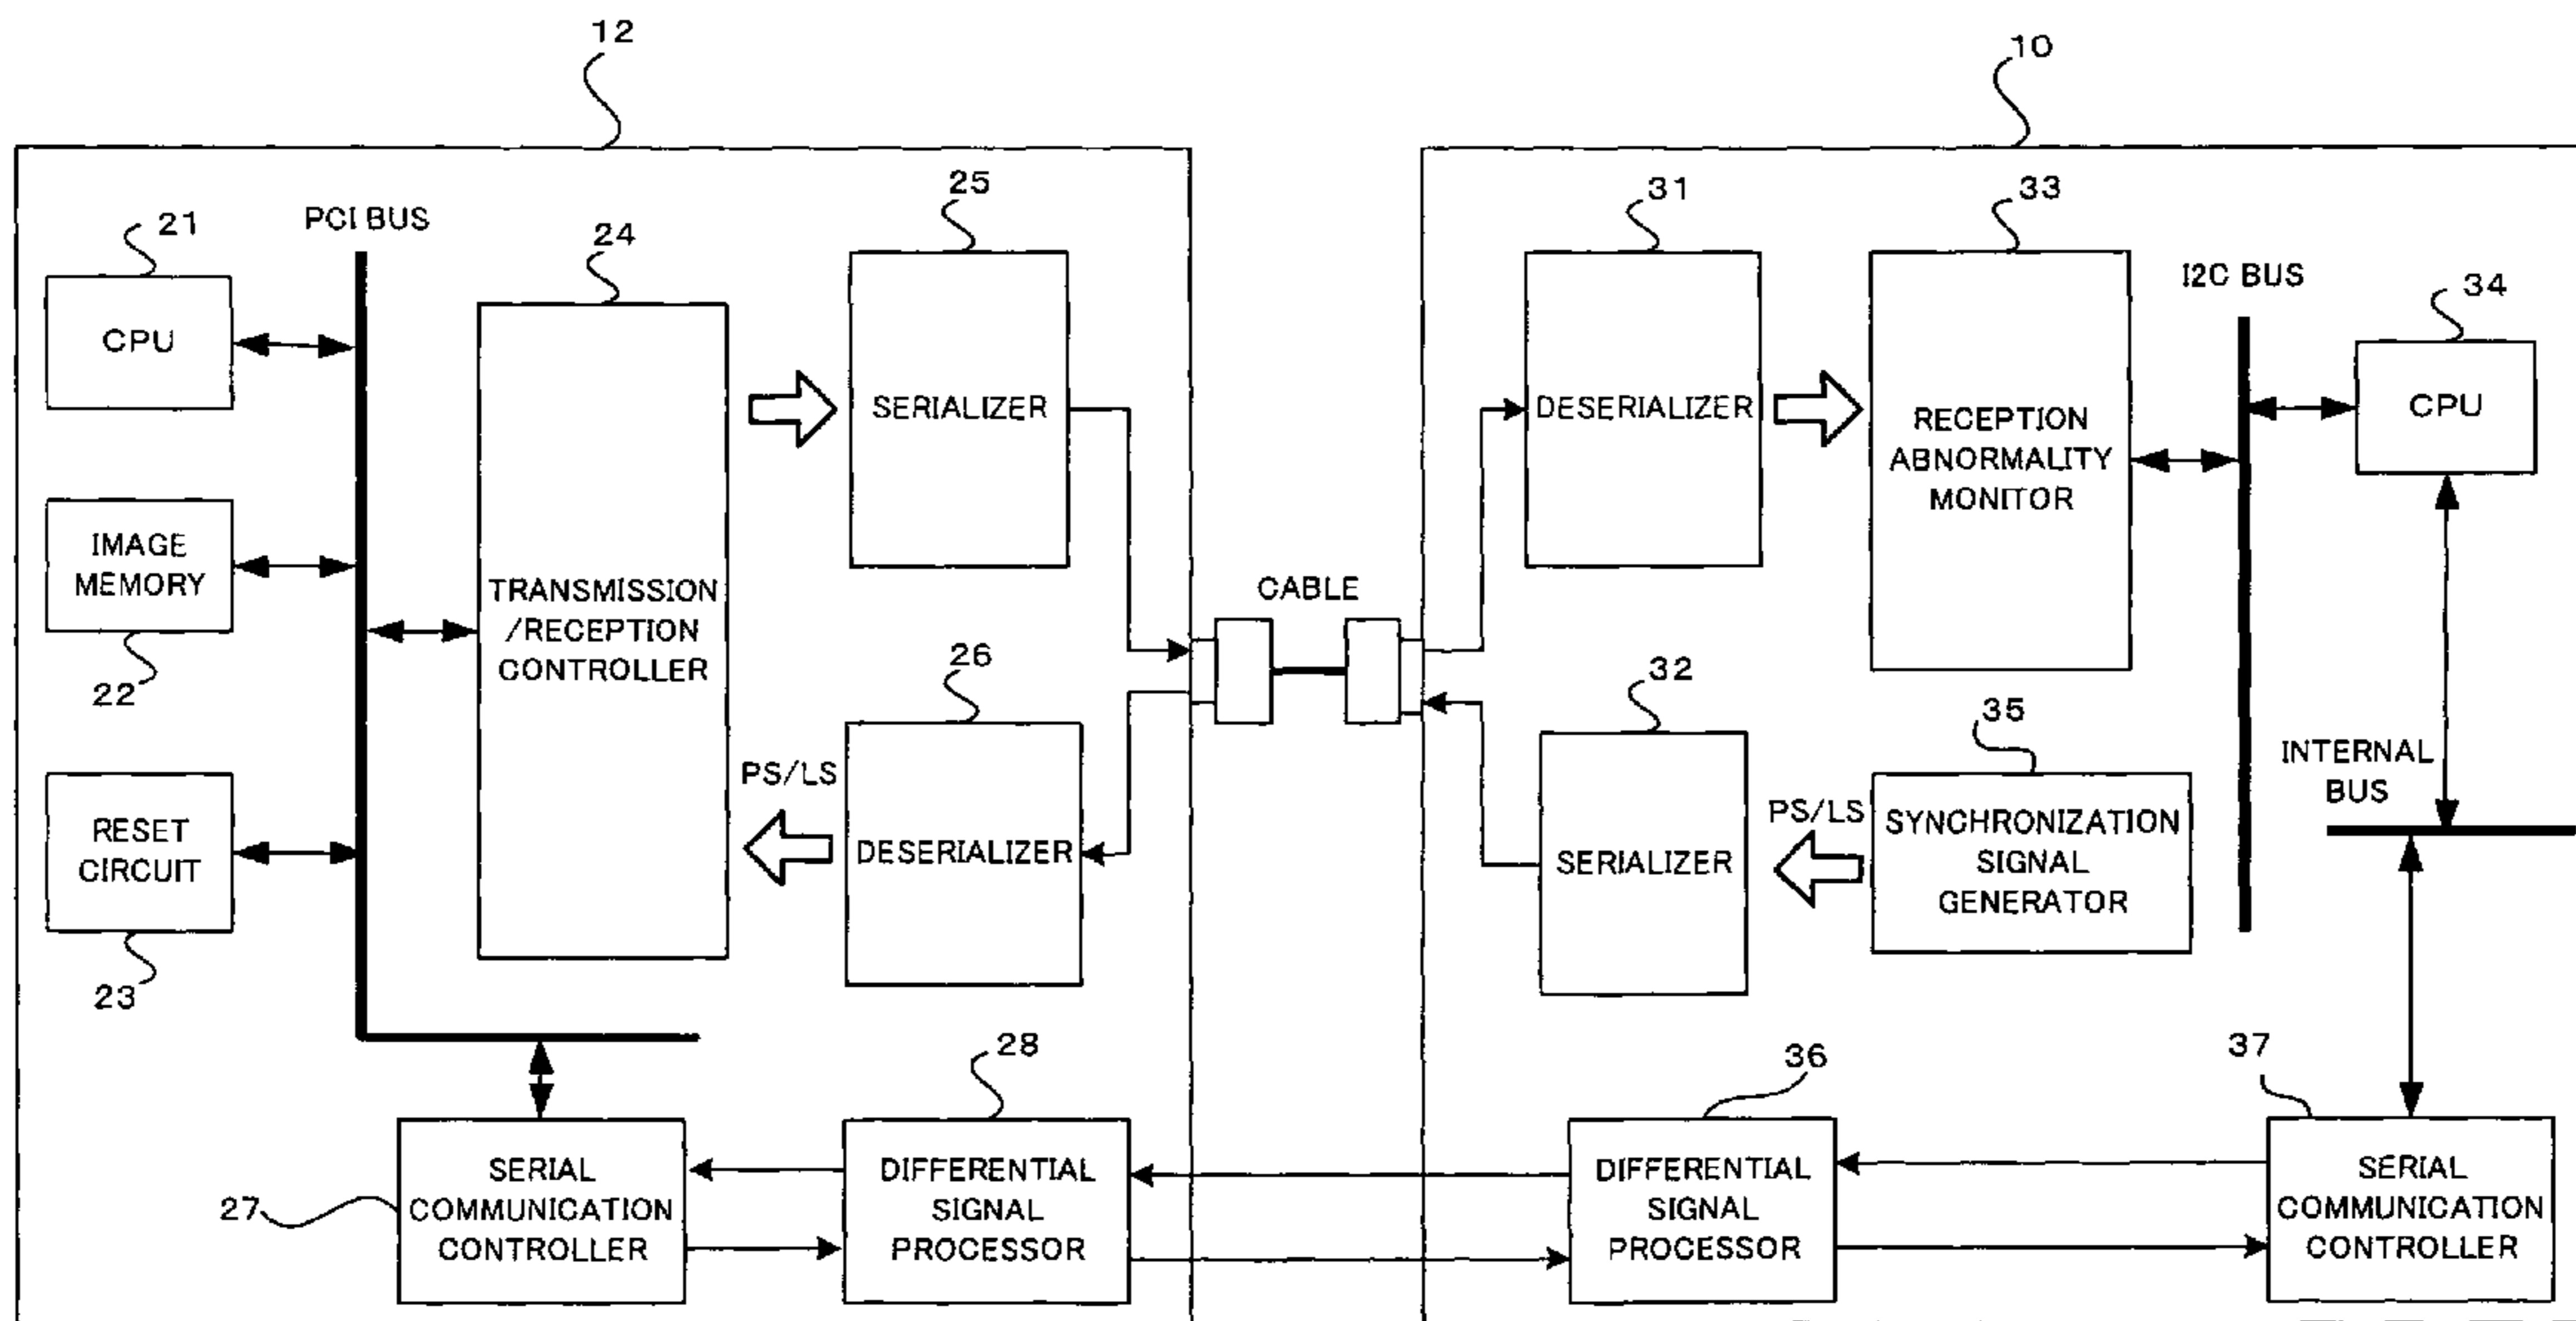 12
10
21
PCI BUS
24
25
31
33
I2C BUS
34
CPU
SERIALIZER
DESERIALIZER
RECEPTION
ABNORMALITY
MONITOR
CPU
IMAGE
MEMORY
22
TRANSMISSION
/RECEPTION
CONTROLLER
CABLE
26
32
35
INTERNAL
BUS
RESET
CIRCUIT
23
PS/LS
DESERIALIZER
SERIALIZER
PS/LS
SYNCHRONIZATION
SIGNAL
GENERATOR
28
36
37
27
SERIAL
COMMUNICATION
CONTROLLER
DIFFERENTIAL
SIGNAL
PROCESSOR
DIFFERENTIAL
SIGNAL
PROCESSOR
SERIAL
COMMUNICATION
CONTROLLER